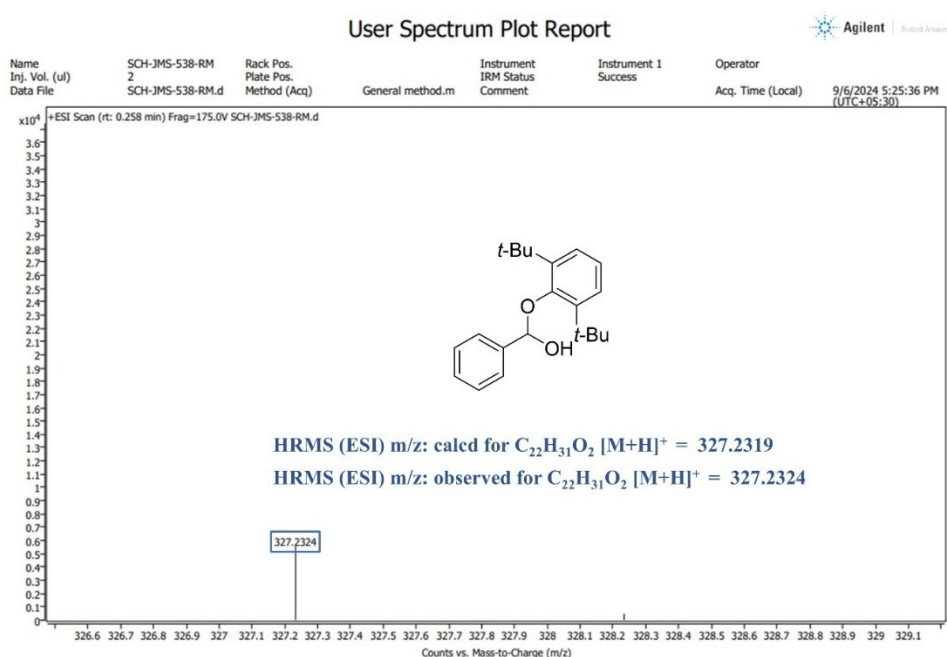 User Spectrum Plot Report
Agilent
Name SCH-JMS-538-RM Rack Pos. Instrument Instrument 1 Operator
Inj. Vol. (ul) 2 Plate Pos. IRM Status Success
Data File SCH-JMS-538-RM.d Method (Acq) General method.m Comment Acq. Time (Local) 9/6/2024 5:25:36 PM
(UTC+05:30)
x10⁴ +ESI Scan (rt: 0.258 min) Frag=175.0V SCH-JMS-538-RM.d
3.6
3.4
3.3
3.2
3.1
3
2.9
2.8
2.7
2.6
2.5
2.4
2.3
2.2
2.1
2
1.9
1.8
1.7
1.6
1.5
1.4
1.3
1.2
1.1
1
0.9
0.8
0.7
0.6
0.5
0.4
0.3
0.2
0.1
0
t-Bu
O
t-Bu
OH
HRMS (ESI) m/z: calcd for C₂₂H₃₁O₂ [M+H]⁺ = 327.2319
HRMS (ESI) m/z: observed for C₂₂H₃₁O₂ [M+H]⁺ = 327.2324
327.2324
326.6 326.7 326.8 326.9 327 327.1 327.2 327.3 327.4 327.5 327.6 327.7 327.8 327.9 328 328.1 328.2 328.3 328.4 328.5 328.6 328.7 328.8 328.9 329 329.1
Counts vs. Mass-to-Charge (m/z)